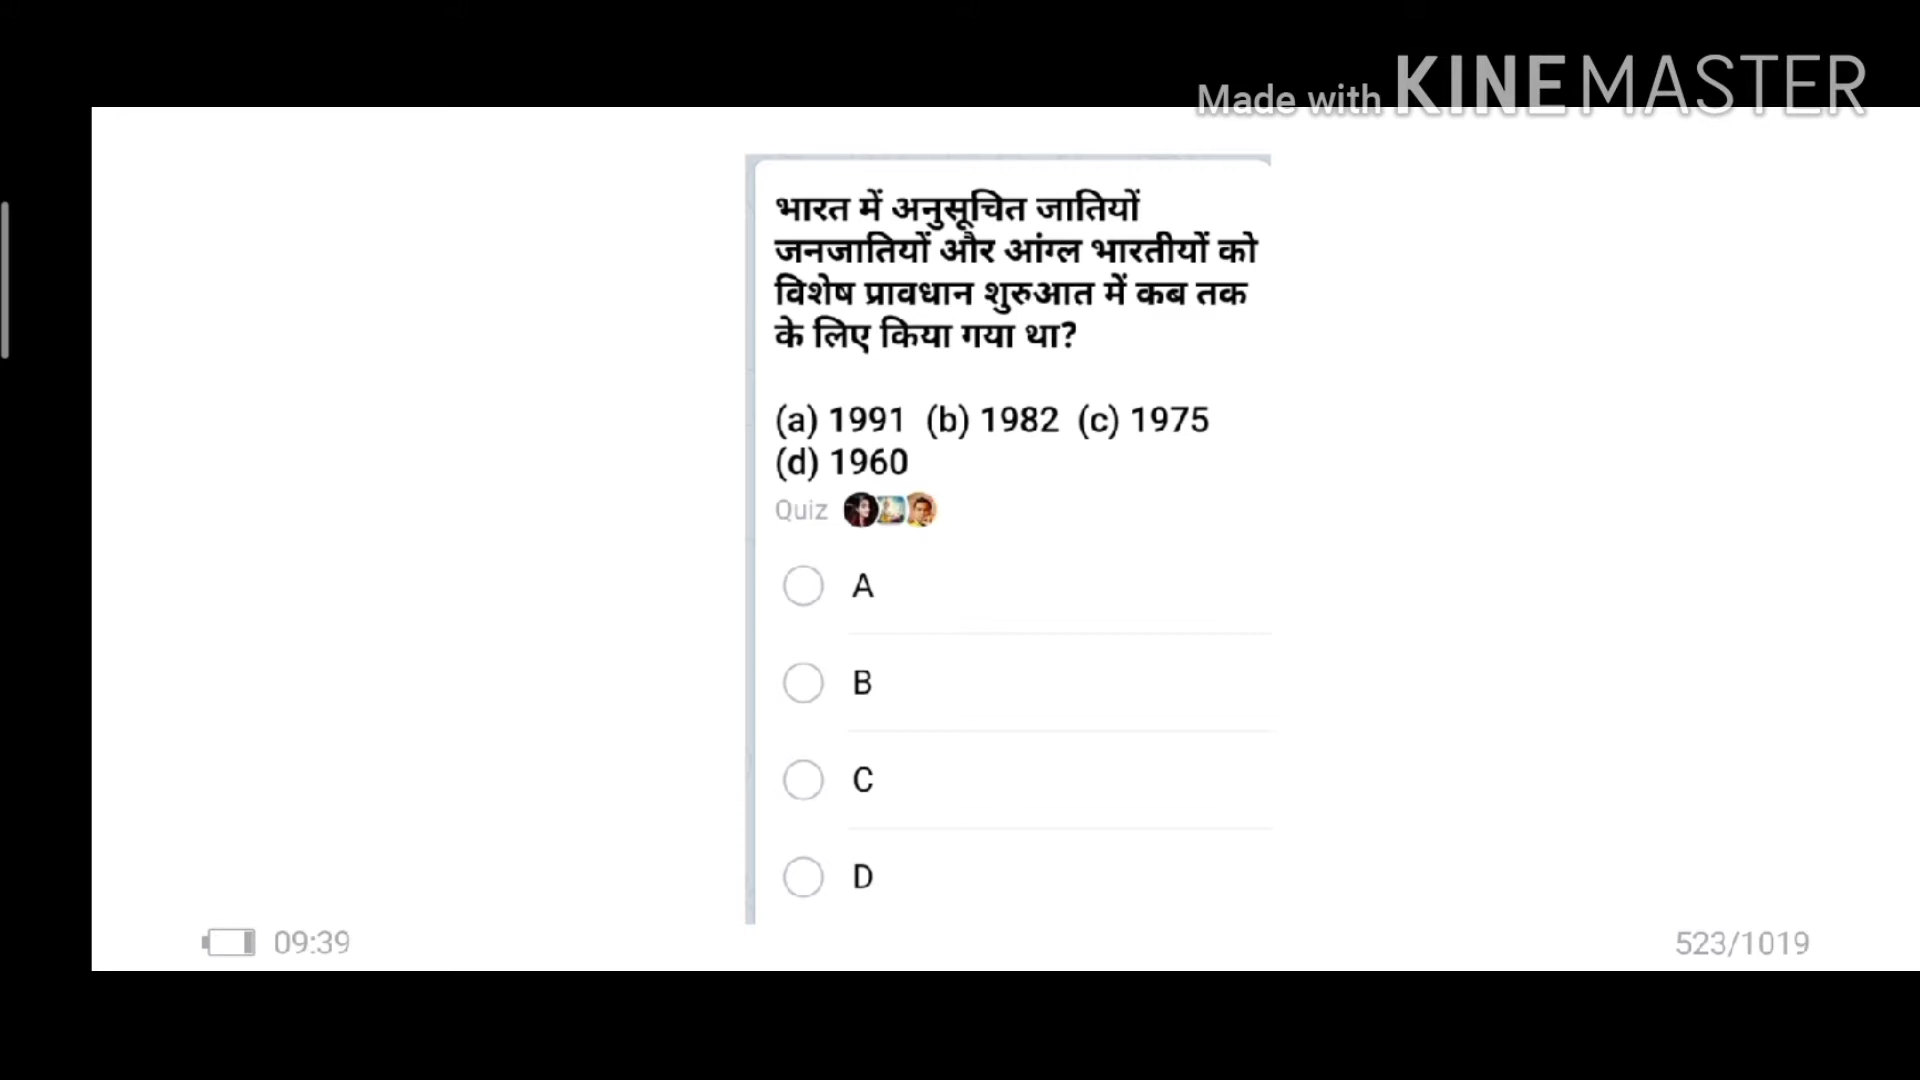 Made with KINEMASTER
भारत में अनुसूचित जातियों
जनजातियों और आंग्ल भारतीयों को
विशेष प्रावधान शुरुआत में कब तक
के लिए किया गया था?
(a) 1991 (b) 1982 (c) 1975
(d) 1960
Quiz
A
B
C
D
09:39
523/1019